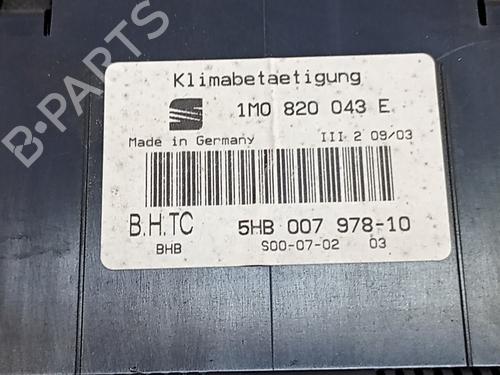 B-PARTS
Klimabetaetigung
1M0 820 043 E
Made in Germany III 2 09/03
B.H.TC 5HB 007 978-10
BHB S00-07-02 03